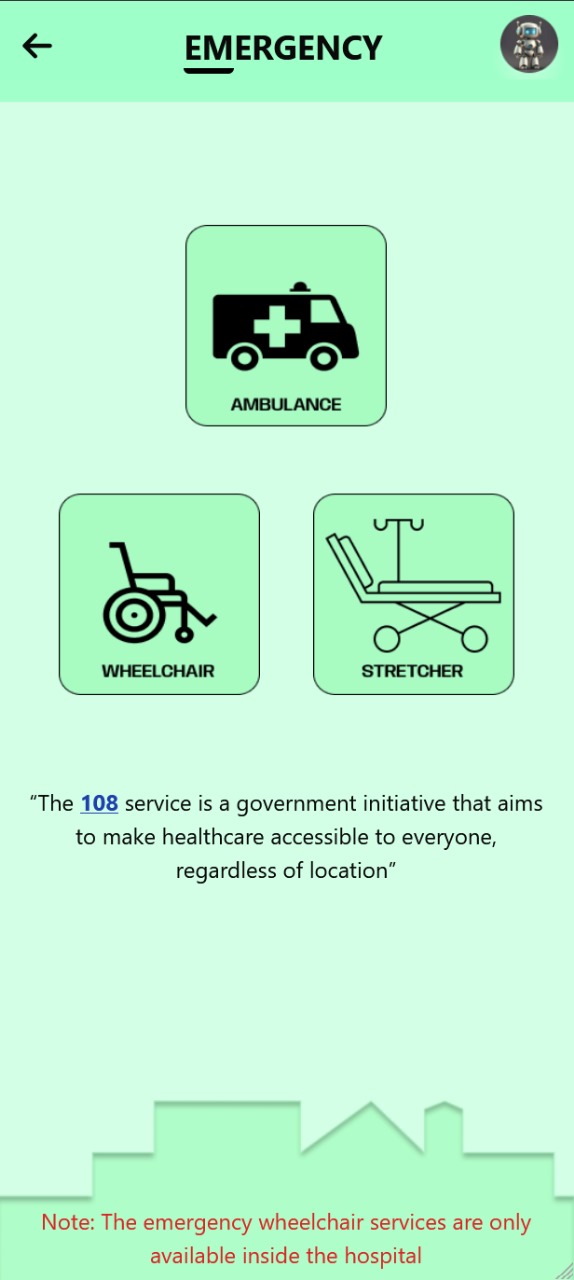 EMERGENCY
AMBULANCE
WHEELCHAIR
STRETCHER
“The 108 service is a government initiative that aims
to make healthcare accessible to everyone,
regardless of location”
Note: The emergency wheelchair services are only
available inside the hospital